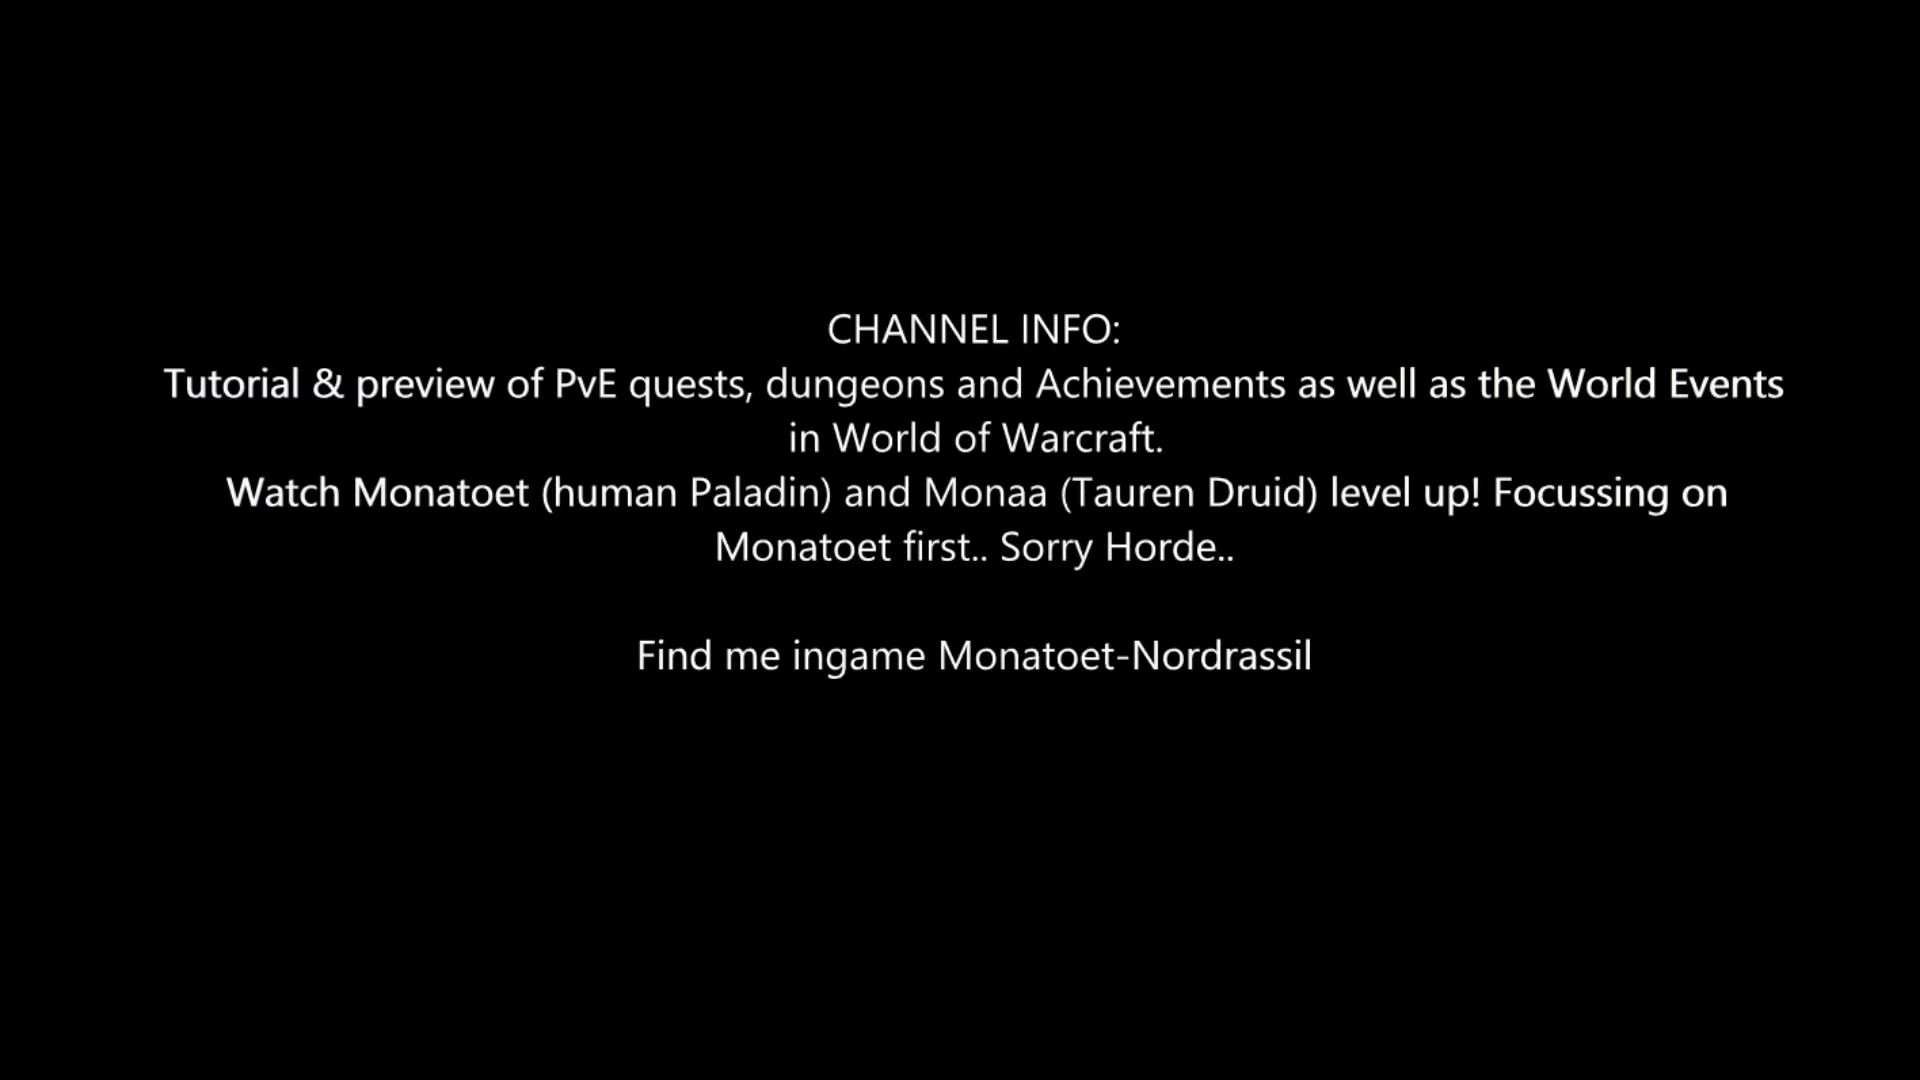 CHANNEL INFO:
Tutorial & preview of PvE quests, dungeons and Achievements as well as the World Events
in World of Warcraft.
Watch Monatoet (human Paladin) and Monaa (Tauren Druid) level up! Focussing on
Monatoet first.. Sorry Horde..
Find me ingame Monatoet-Nordrassil